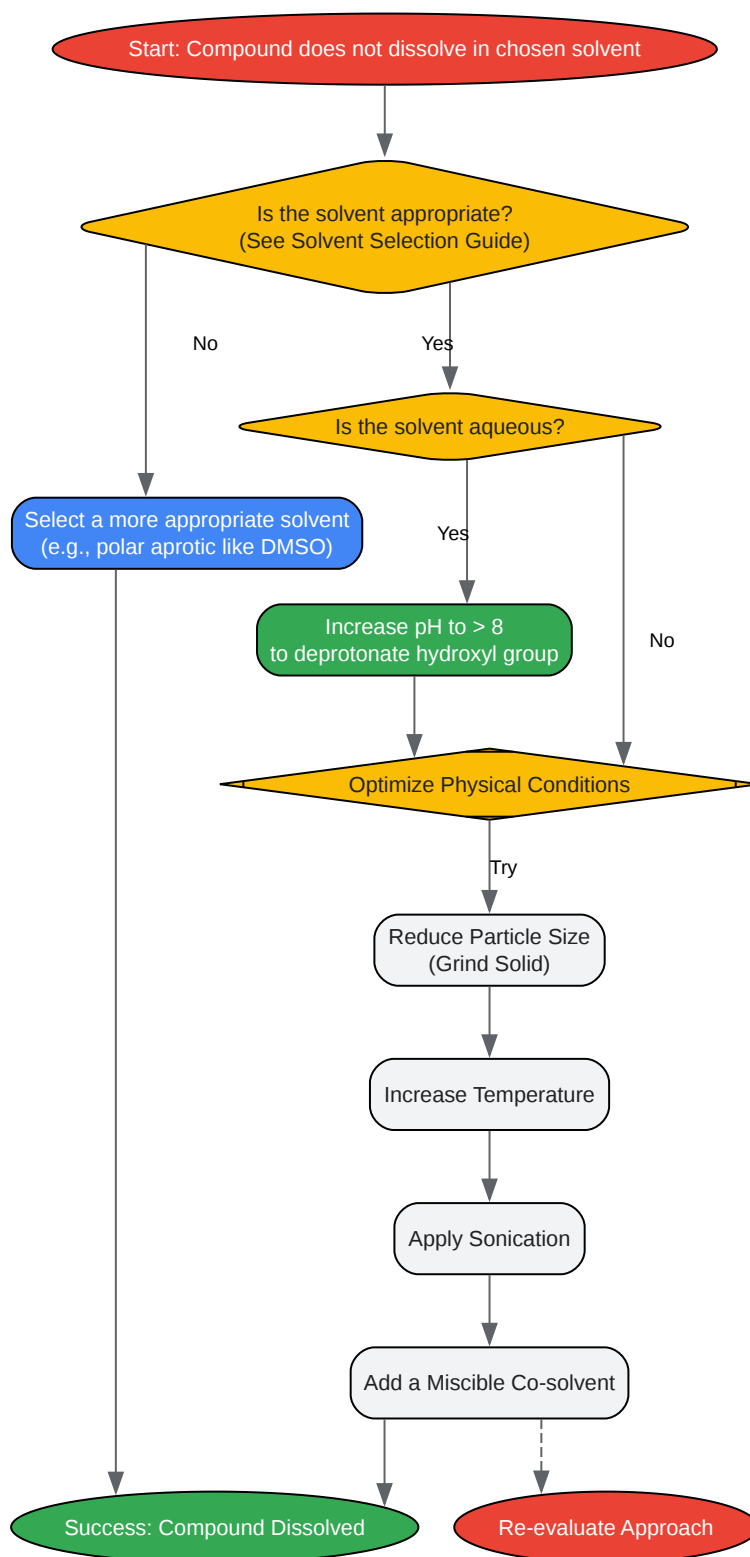 Start: Compound does not dissolve in chosen solvent
Is the solvent appropriate?
(See Solvent Selection Guide)
No
Yes
Is the solvent aqueous?
Select a more appropriate solvent
(e.g., polar aprotic like DMSO)
Yes
Increase pH to > 8
to deprotonate hydroxyl group
No
Optimize Physical Conditions
Try
Reduce Particle Size
(Grind Solid)
Increase Temperature
Apply Sonication
Add a Miscible Co-solvent
Success: Compound Dissolved
Re-evaluate Approach